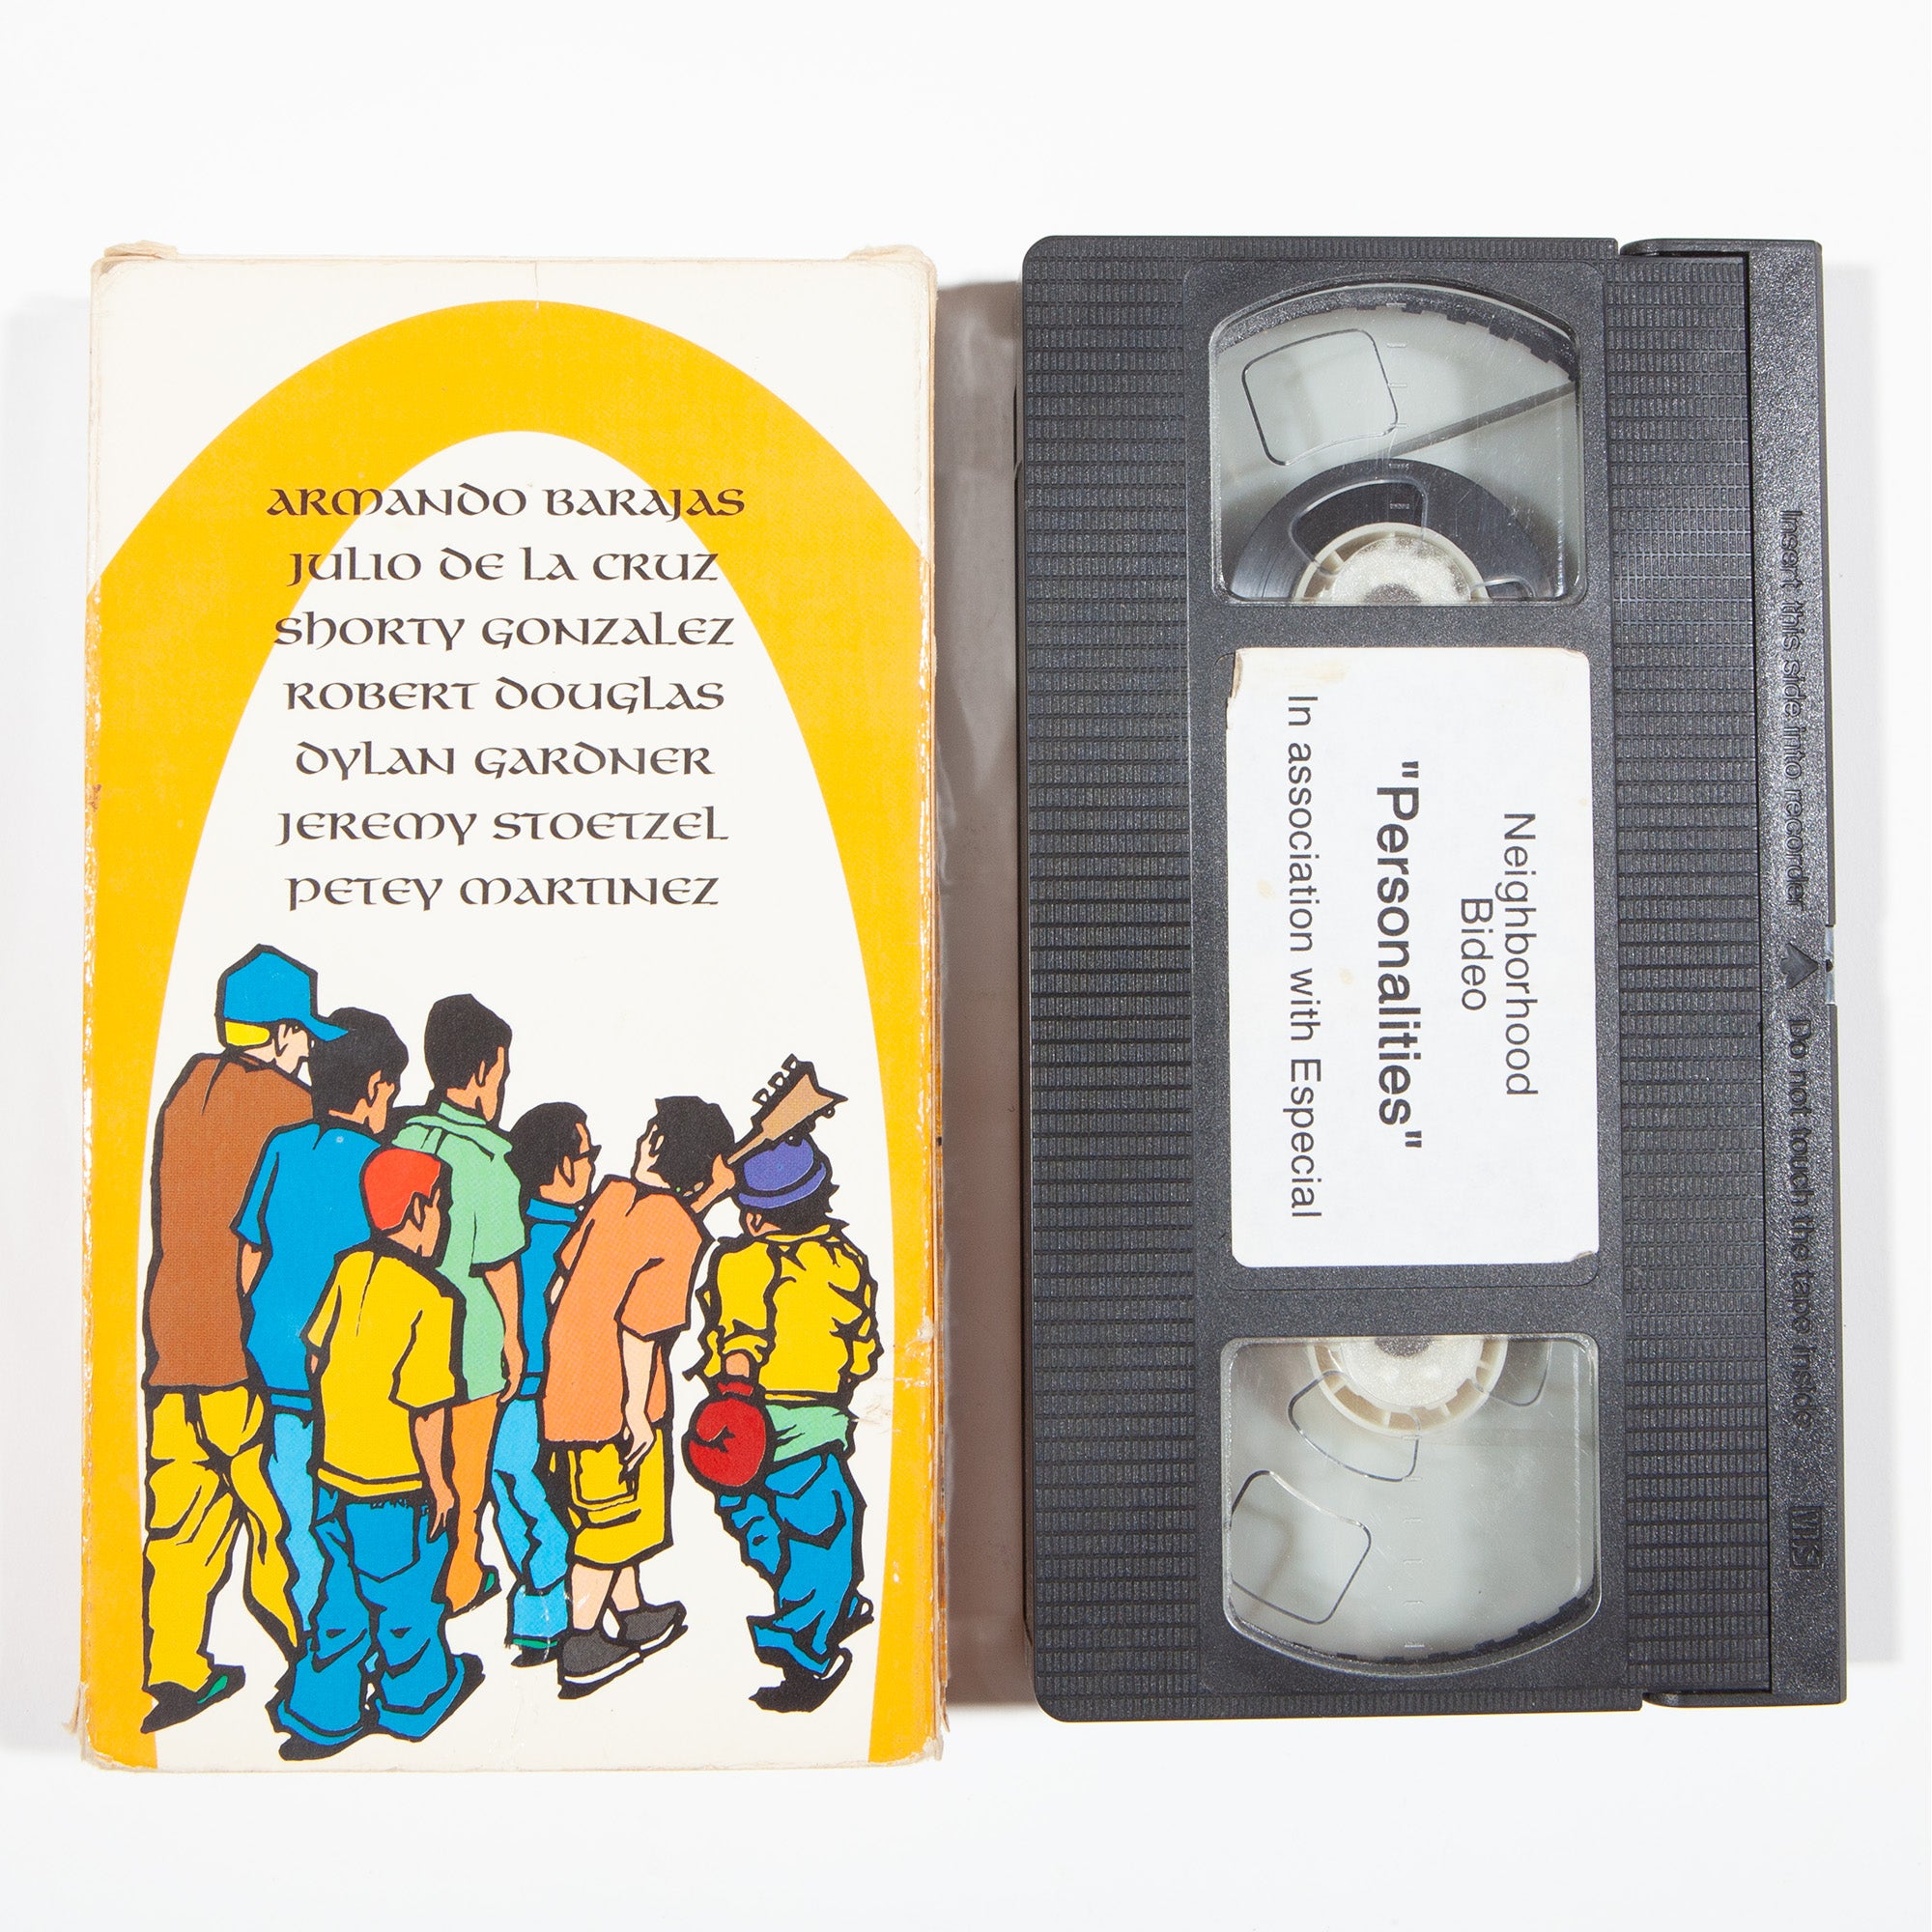 ARMANDO BARAJAS
JULIO DE LA CRUZ
SHORTY GONZALEZ
ROBERT DOUGLAS
DYLAN GARDNER
JEREMY STOETZEL
PETEY MARTINEZ
Neighborhood
Bideo
"Personalities"
In association with Especial
Insert this side into recorder
Do not touch the tape inside
VHS